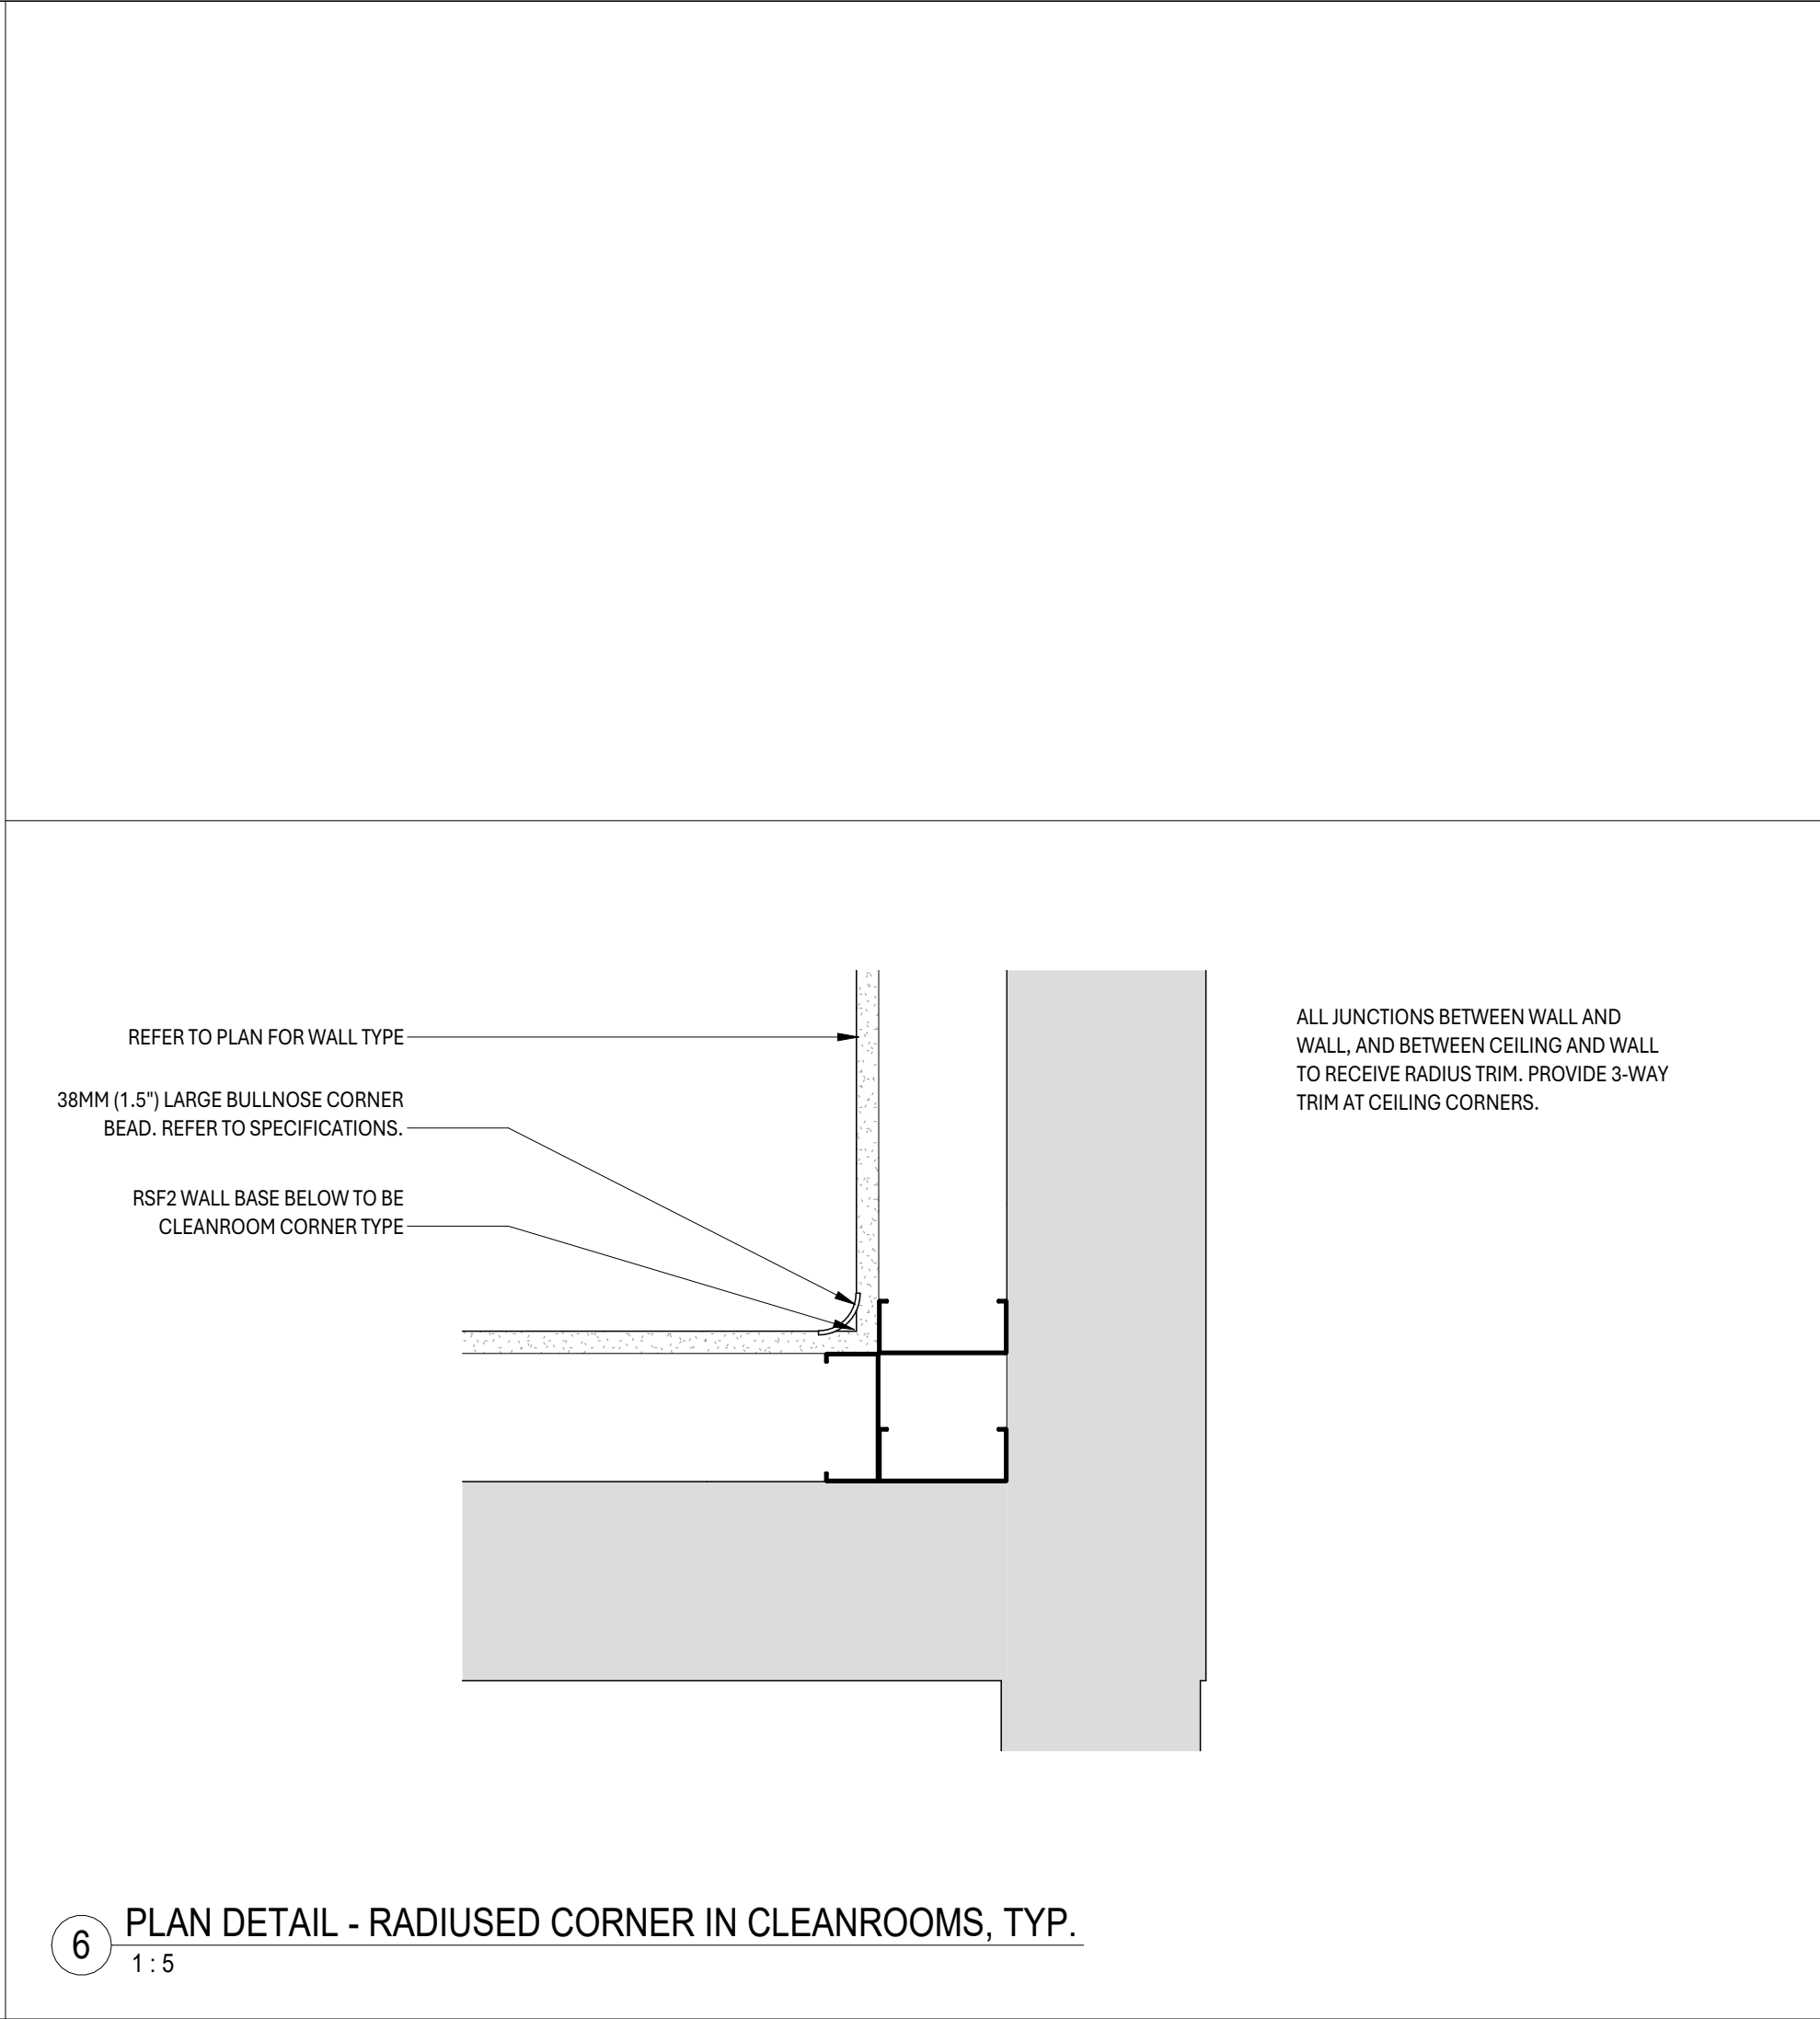 REFER TO PLAN FOR WALL TYPE
38MM (1.5") LARGE BULLNOSE CORNER
BEAD. REFER TO SPECIFICATIONS.
RSF2 WALL BASE BELOW TO BE
CLEANROOM CORNER TYPE
ALL JUNCTIONS BETWEEN WALL AND
WALL, AND BETWEEN CEILING AND WALL
TO RECEIVE RADIUS TRIM. PROVIDE 3-WAY
TRIM AT CEILING CORNERS.
6
PLAN DETAIL - RADIUSED CORNER IN CLEANROOMS, TYP.
1 : 5